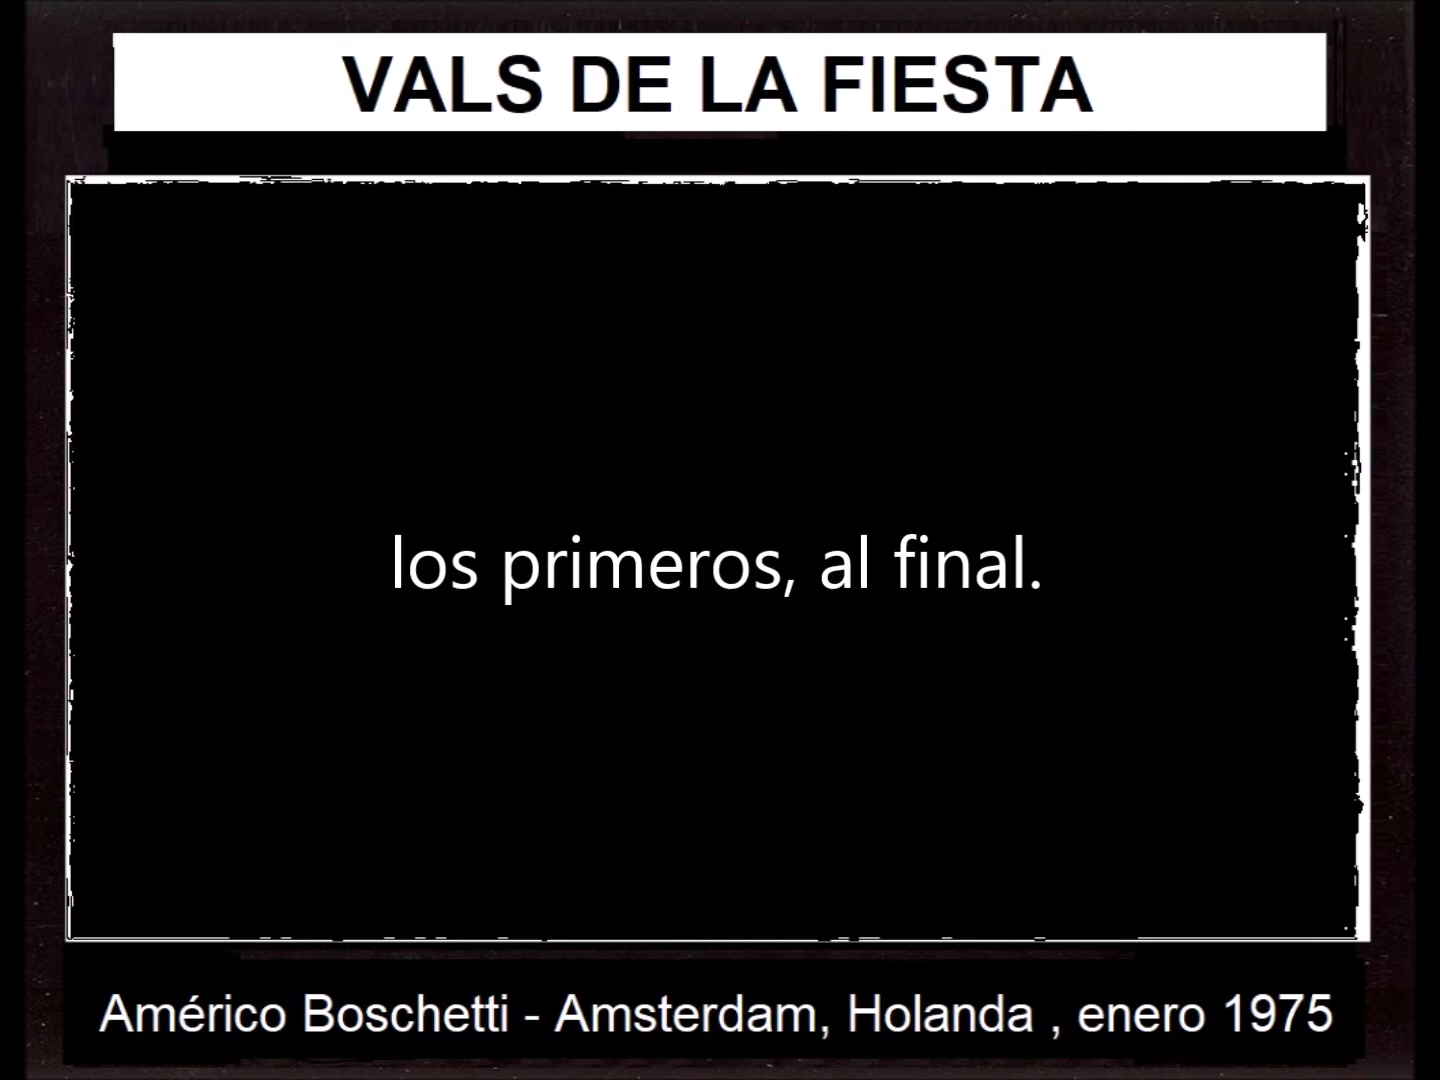 VALS DE LA FIESTA
los primeros, al final.
Américo Boschetti - Amsterdam, Holanda , enero 1975